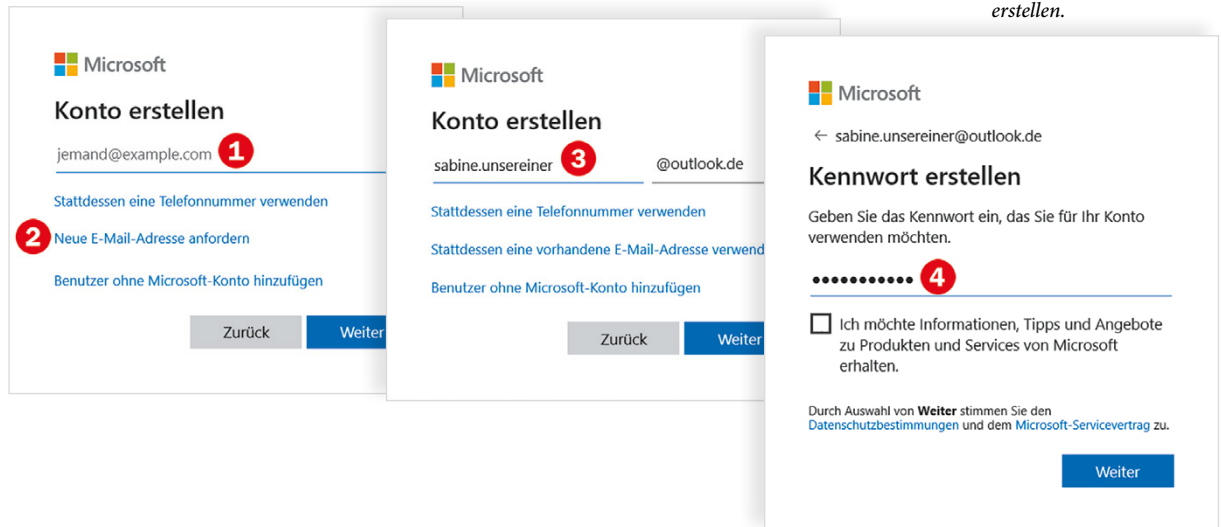 erstellen.
Microsoft
Konto erstellen
jemand@example.com 1
Stattdessen eine Telefonnummer verwenden
2 Neue E-Mail-Adresse anfordern
Benutzer ohne Microsoft-Konto hinzufügen
Zurück
Weiter
Microsoft
Konto erstellen
sabine.unsereiner 3 @outlook.de
Stattdessen eine Telefonnummer verwenden
Stattdessen eine vorhandene E-Mail-Adresse verwend
Benutzer ohne Microsoft-Konto hinzufügen
Zurück
Weiter
Microsoft
← sabine.unsereiner@outlook.de
Kennwort erstellen
Geben Sie das Kennwort ein, das Sie für Ihr Konto
verwenden möchten.
●●●●●●●●●●● 4
Ich möchte Informationen, Tipps und Angebote
zu Produkten und Services von Microsoft
erhalten.
Durch Auswahl von Weiter stimmen Sie den
Datenschutzbestimmungen und dem Microsoft-Servicevertrag zu.
Weiter